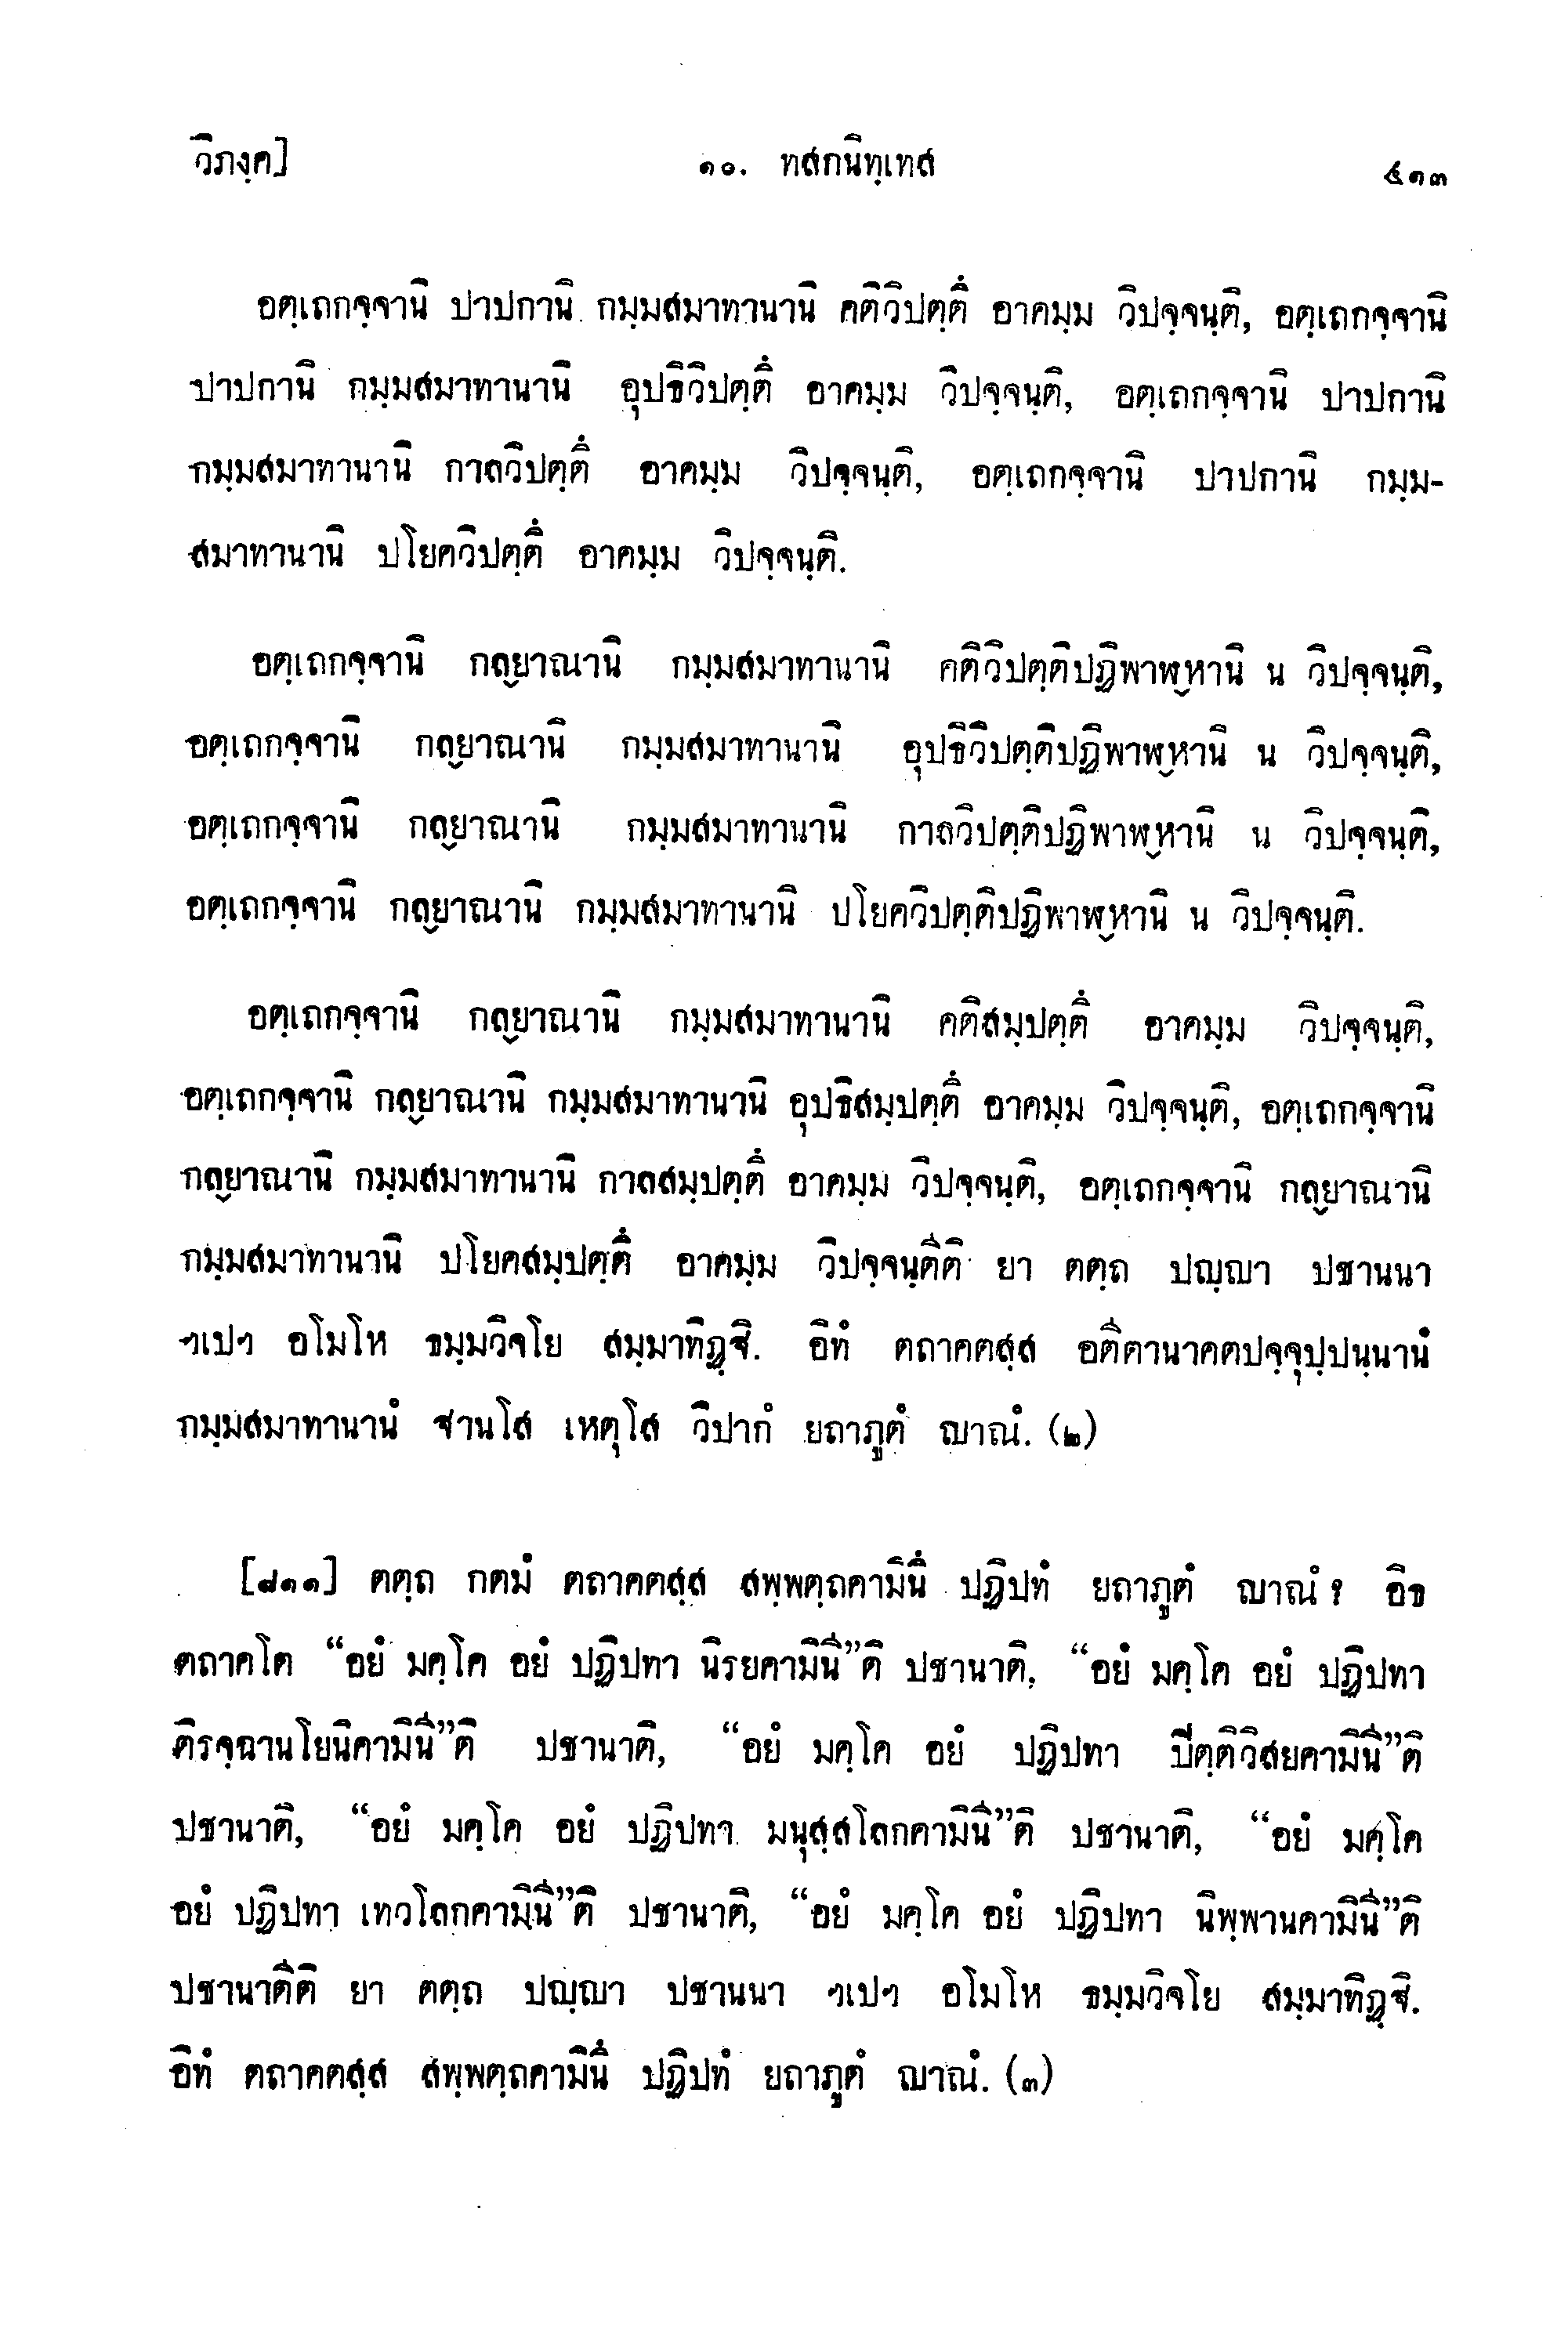 วิภงฺค]
๑๐. ทสกนิทฺเทส
๕๑๓
อตฺเถกจฺจานิ ปาปกานิ กมฺมสมาทานานิ คติวิปตฺตึ อาคมฺม วิปจฺจนฺติ, อตฺเถกจฺจานิ
ปาปกานิ กมฺมสมาทานานิ อุปธิวิปตฺตึ อาคมฺม วิปจฺจนฺติ, อตฺเถกจฺจานิ ปาปกานิ
กมฺมสมาทานานิ กาลวิปตฺตึ อาคมฺม วิปจฺจนฺติ, อตฺเถกจฺจานิ ปาปกานิ กมฺม-
สมาทานานิ ปโยควิปตฺตึ อาคมฺม วิปจฺจนฺติ.
อตฺเถกจฺจานิ กลฺยาณานิ กมฺมสมาทานานิ คติวิปตฺติปฏิพาฬฺหานิ น วิปจฺจนฺติ,
อตฺเถกจฺจานิ กลฺยาณานิ กมฺมสมาทานานิ อุปธิวิปตฺติปฏิพาฬฺหานิ น วิปจฺจนฺติ,
อตฺเถกจฺจานิ กลฺยาณานิ กมฺมสมาทานานิ กาลวิปตฺติปฏิพาฬฺหานิ น วิปจฺจนฺติ,
อตฺเถกจฺจานิ กลฺยาณานิ กมฺมสมาทานานิ ปโยควิปตฺติปฏิพาฬฺหานิ น วิปจฺจนฺติ.
อตฺเถกจฺจานิ กลฺยาณานิ กมฺมสมาทานานิ คติสมฺปตฺตึ อาคมฺม วิปจฺจนฺติ,
อตฺเถกจฺจานิ กลฺยาณานิ กมฺมสมาทานานิ อุปธิสมฺปตฺตึ อาคมฺม วิปจฺจนฺติ, อตฺเถกจฺจานิ
กลฺยาณานิ กมฺมสมาทานานิ กาลสมฺปตฺตึ อาคมฺม วิปจฺจนฺติ, อตฺเถกจฺจานิ กลฺยาณานิ
กมฺมสมาทานานิ ปโยคสมฺปตฺตึ อาคมฺม วิปจฺจนฺตีติ ยา ตตฺถ ปญฺญา ปชานนา
ฯเปฯ อโมโห ธมฺมวิจโย สมฺมาทิฏฺฐิ. อิทํ ตถาคตสฺส อตีตานาคตปจฺจุปฺปนฺนานํ
กมฺมสมาทานานํ ฐานโส เหตุโส วิปากํ ยถาภูตํ ญาณํ. (๒)
[๘๑๑] ตตฺถ กตมํ ตถาคตสฺส สพฺพตฺถคามินึ ปฏิปทํ ยถาภูตํ ญาณํ ? อิธ
ตถาคโต “อยํ มคฺโค อยํ ปฏิปทา นิรยคามินี”ติ ปชานาติ, “อยํ มคฺโค อยํ ปฏิปทา
ติรจฺฉานโยนิคามินี”ติ ปชานาติ, “อยํ มคฺโค อยํ ปฏิปทา ปิตฺติวิสยคามินี”ติ
ปชานาติ, “อยํ มคฺโค อยํ ปฏิปทา มนุสฺสโลกคามินี”ติ ปชานาติ, “อยํ มคฺโค
อยํ ปฏิปทา เทวโลกคามินี”ติ ปชานาติ, “อยํ มคฺโค อยํ ปฏิปทา นิพฺพานคามินี”ติ
ปชานาตีติ ยา ตตฺถ ปญฺญา ปชานนา ฯเปฯ อโมโห ธมฺมวิจโย สมฺมาทิฏฺฐิ.
อิทํ ตถาคตสฺส สพฺพตฺถคามินึ ปฏิปทํ ยถาภูตํ ญาณํ. (๓)